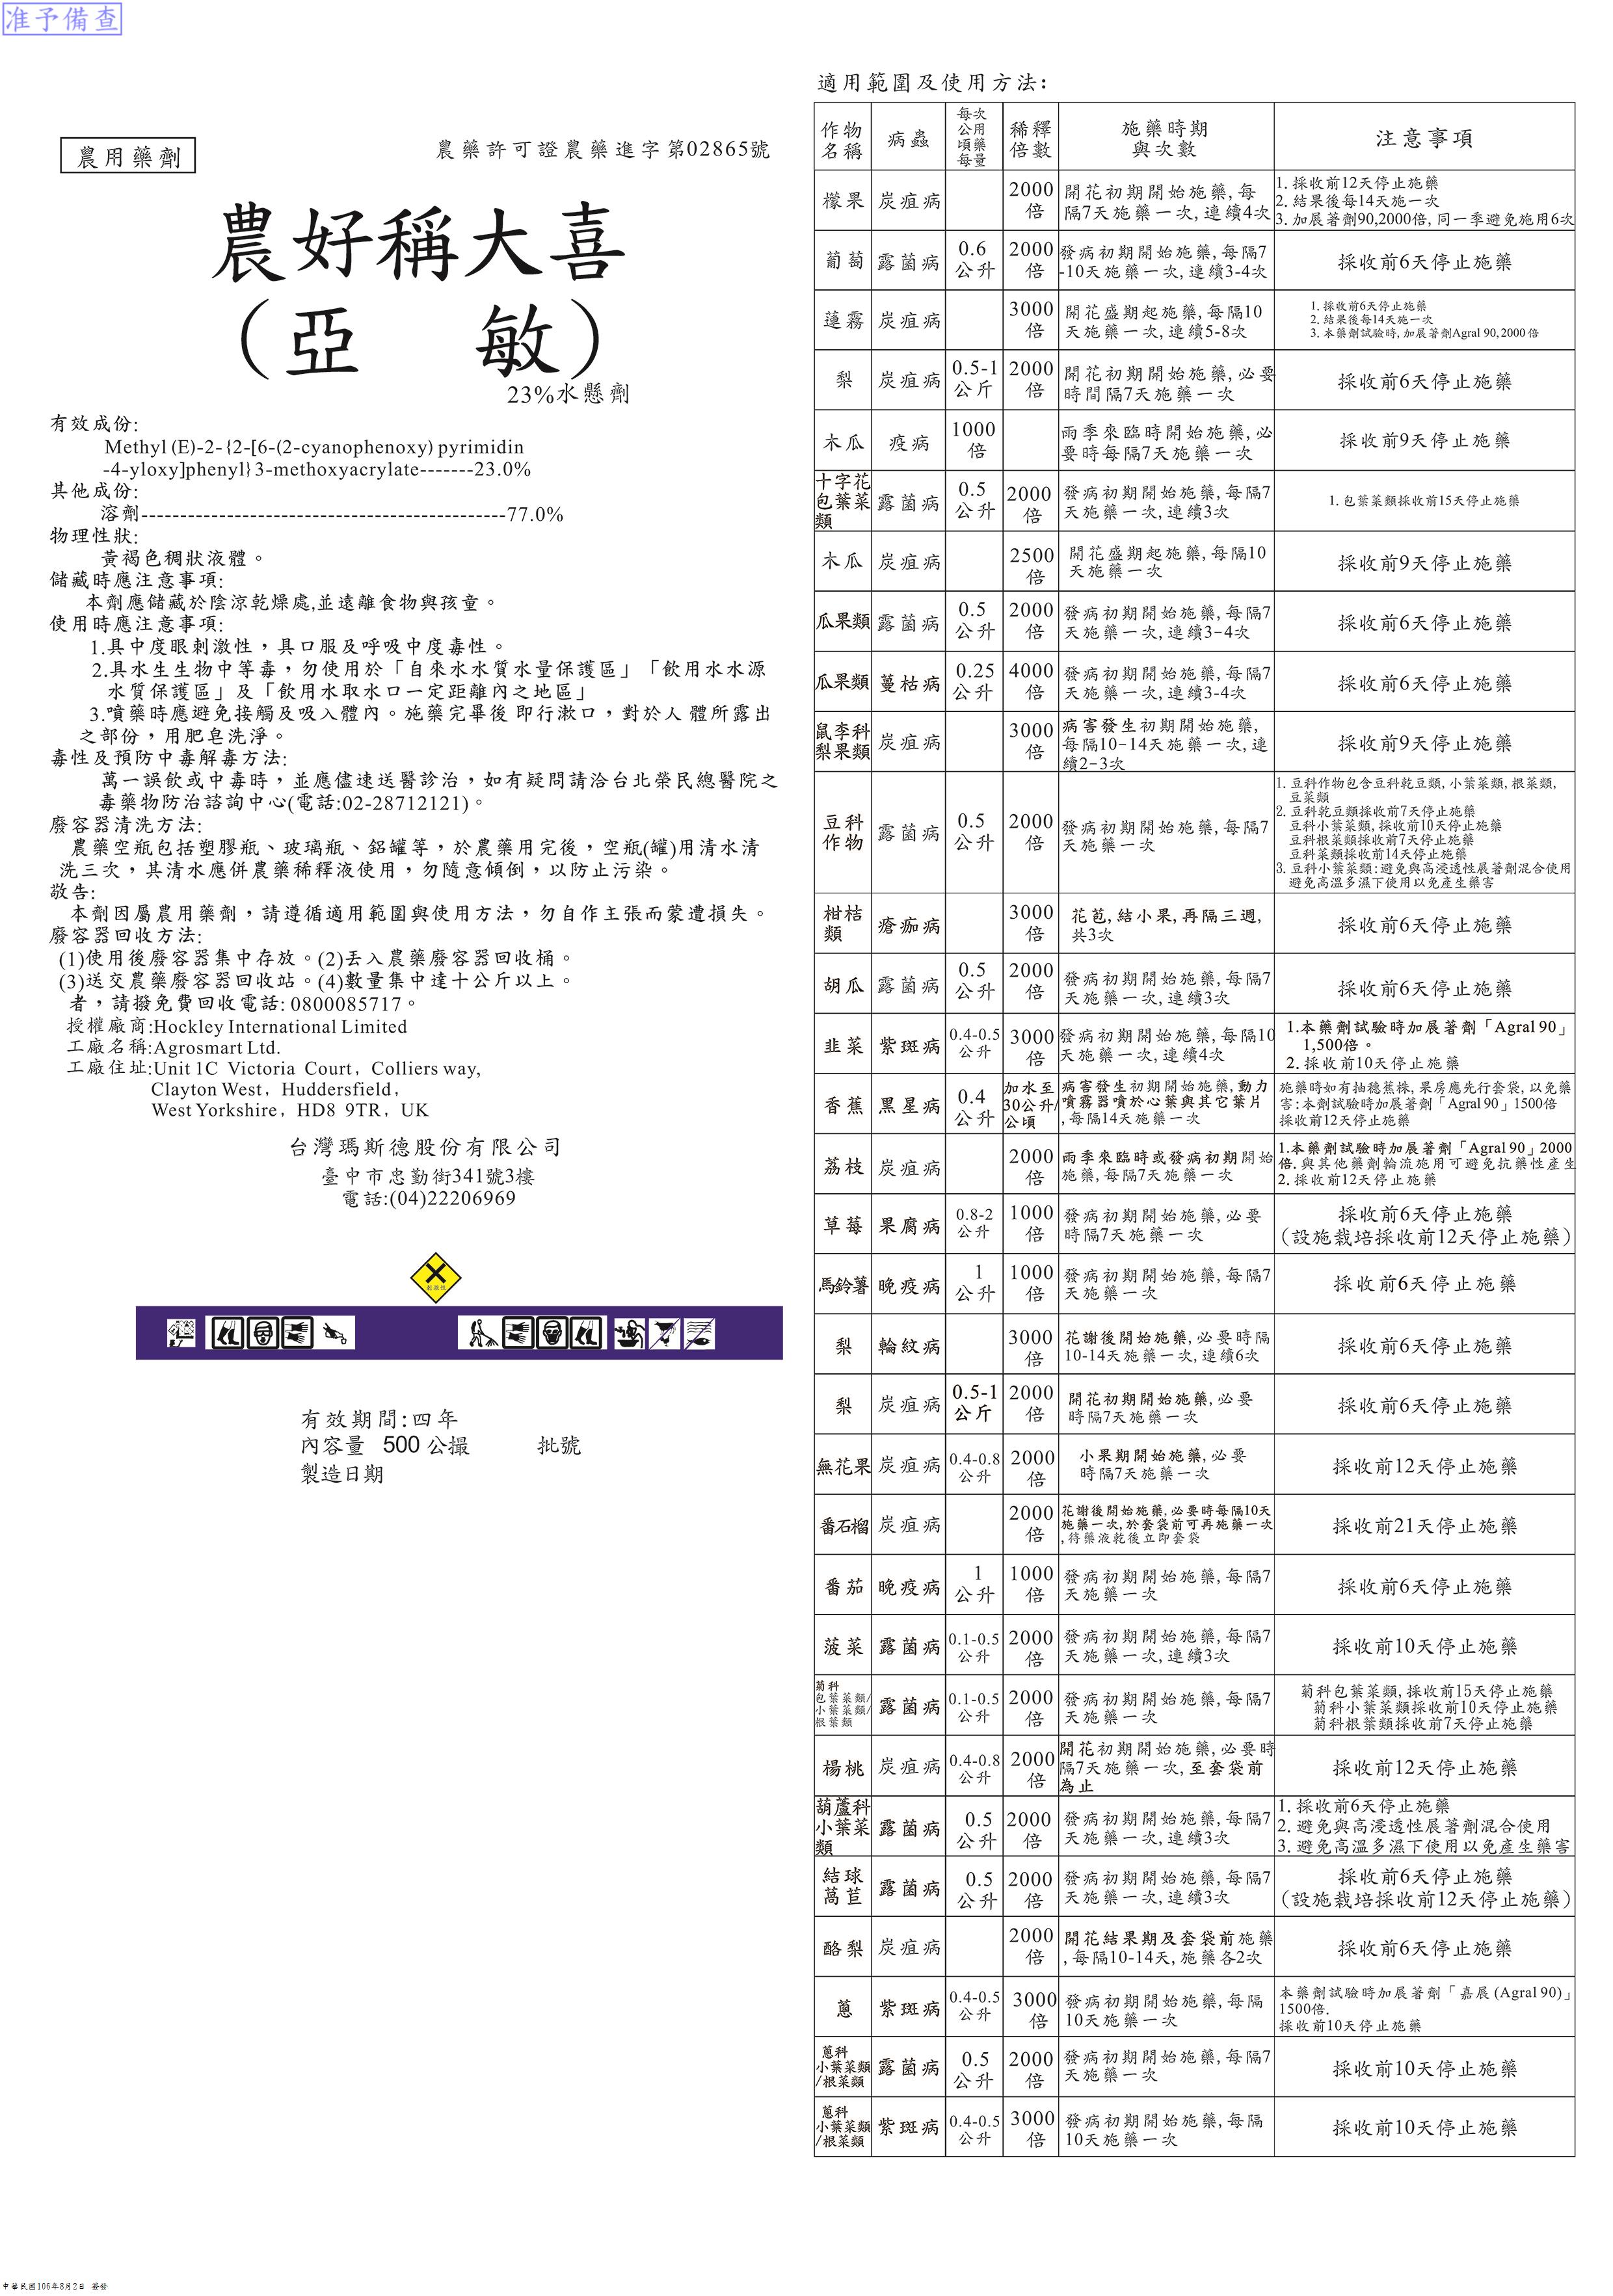 准予備查
農用藥劑
農藥許可證農藥進字第02865號
農好稱大喜
(亞 敏)
23%水懸劑
有效成份:
Methyl (E)-2-{2-[6-(2-cyanophenoxy) pyrimidin
-4-yloxy]phenyl}3-methoxyacrylate-------23.0%
其他成份:
溶劑-----------------------------------------------77.0%
物理性狀:
黃褐色稠狀液體。
儲藏時應注意事項:
本劑應儲藏於陰涼乾燥處,並遠離食物與孩童。
使用時應注意事項:
1.具中度眼刺激性，具口服及呼吸中度毒性。
2.具水生生物中等毒，勿使用於「自來水水質水量保護區」「飲用水水源
水質保護區」及「飲用水取水口一定距離內之地區」
3.噴藥時應避免接觸及吸入體內。施藥完畢後即行漱口，對於人體所露出
之部份，用肥皂洗淨。
毒性及預防中毒解毒方法:
萬一誤飲或中毒時，並應儘速送醫診治，如有疑問請洽台北榮民總醫院之
毒藥物防治諮詢中心(電話:02-28712121)。
廢容器清洗方法:
農藥空瓶包括塑膠瓶、玻璃瓶、鋁罐等，於農藥用完後，空瓶(罐)用清水清
洗三次，其清水應併農藥稀釋液使用，勿隨意傾倒，以防止污染。
敬告:
本劑因屬農用藥劑，請遵循適用範圍與使用方法，勿自作主張而蒙遭損失。
廢容器回收方法:
(1)使用後廢容器集中存放。(2)丟入農藥廢容器回收桶。
(3)送交農藥廢容器回收站。(4)數量集中達十公斤以上。
者，請撥免費回收電話: 0800085717。
授權廠商:Hockley International Limited
工廠名稱:Agrosmart Ltd.
工廠住址:Unit 1C Victoria Court, Colliers way,
Clayton West, Huddersfield,
West Yorkshire, HD8 9TR, UK
台灣瑪斯德股份有限公司
臺中市忠勤街341號3樓
電話:(04)22206969
有效期間:四年
內容量 500 公撮 批號
製造日期
適用範圍及使用方法:
作物名稱 病蟲 每次公用頃藥每量 稀釋倍數 施藥時期與次數 注意事項
檬果 炭疽病 2000倍 開花初期開始施藥,每隔7天施藥一次,連續4次 1.採收前12天停止施藥 2.結果後每14天施一次 3.加展著劑90,2000倍,同一季避免施用6次
葡萄 露菌病 0.6公升 2000倍 發病初期開始施藥,每隔7-10天施藥一次,連續3-4次 採收前6天停止施藥
蓮霧 炭疽病 3000倍 開花盛期起施藥,每隔10天施藥一次,連續5-8次 1.採收前6天停止施藥 2.結果後每14天施一次 3.本藥劑試驗時,加展著劑Agral 90,2000倍
梨 炭疽病 0.5-1公斤 2000倍 開花初期開始施藥,必要時間隔7天施藥一次 採收前6天停止施藥
木瓜 疫病 1000倍 雨季來臨時開始施藥,必要時每隔7天施藥一次 採收前9天停止施藥
十字花包葉菜類 露菌病 0.5公升 2000倍 發病初期開始施藥,每隔7天施藥一次,連續3次 1.包葉菜類採收前15天停止施藥
木瓜 炭疽病 2500倍 開花盛期起施藥,每隔10天施藥一次 採收前9天停止施藥
瓜果類 露菌病 0.5公升 2000倍 發病初期開始施藥,每隔7天施藥一次,連續3-4次 採收前6天停止施藥
瓜果類 蔓枯病 0.25公升 4000倍 發病初期開始施藥,每隔7天施藥一次,連續3-4次 採收前6天停止施藥
鼠李科梨果類 炭疽病 3000倍 病害發生初期開始施藥,每隔10-14天施藥一次,連續2-3次 採收前9天停止施藥
豆科作物 露菌病 0.5公升 2000倍 發病初期開始施藥,每隔7天施藥一次 1.豆科作物包含豆科乾豆類,小葉菜類,根菜類,豆菜類 2.豆科乾豆類採收前7天停止施藥 豆科小葉菜類,採收前10天停止施藥 豆科根菜類採收前7天停止施藥 豆科菜類採收前14天停止施藥 3.豆科小葉菜類:避免與高浸透性展著劑混合使用 避免高溫多濕下使用以免產生藥害
柑桔類 瘡痂病 3000倍 花苞,結小果,再隔三週,共3次 採收前6天停止施藥
胡瓜 露菌病 0.5公升 2000倍 發病初期開始施藥,每隔7天施藥一次,連續3次 採收前6天停止施藥
韭菜 紫斑病 0.4-0.5公升 3000倍 發病初期開始施藥,每隔10天施藥一次,連續4次 1.本藥劑試驗時加展著劑「Agral 90」1,500倍。 2.採收前10天停止施藥
香蕉 黑星病 0.4公升 加水至30公升/公頃 病害發生初期開始施藥,動力噴霧器噴於心葉與其它葉片,每隔14天施藥一次 施藥時如有抽穗蕉株,果房應先行套袋,以免藥害:本劑試驗時加展著劑「Agral 90」1500倍 採收前12天停止施藥
荔枝 炭疽病 2000倍 雨季來臨時或發病初期開始施藥,每隔7天施藥一次 1.本藥劑試驗時加展著劑「Agral 90」2000倍.與其他藥劑輪流施用可避免抗藥性產生 2.採收前12天停止施藥
草莓 果腐病 0.8-2公升 1000倍 發病初期開始施藥,必要時隔7天施藥一次 採收前6天停止施藥(設施栽培採收前12天停止施藥)
馬鈴薯 晚疫病 1公升 1000倍 發病初期開始施藥,每隔7天施藥一次 採收前6天停止施藥
梨 輪紋病 3000倍 花謝後開始施藥,必要時隔10-14天施藥一次,連續6次 採收前6天停止施藥
梨 炭疽病 0.5-1公斤 2000倍 開花初期開始施藥,必要時隔7天施藥一次 採收前6天停止施藥
無花果 炭疽病 0.4-0.8公升 2000倍 小果期開始施藥,必要時隔7天施藥一次 採收前12天停止施藥
番石榴 炭疽病 2000倍 花謝後開始施藥,必要時每隔10天施藥一次,於套袋前可再施藥一次,待藥液乾後立即套袋 採收前21天停止施藥
番茄 晚疫病 1公升 1000倍 發病初期開始施藥,每隔7天施藥一次 採收前6天停止施藥
菠菜 露菌病 0.1-0.5公升 2000倍 發病初期開始施藥,每隔7天施藥一次,連續3次 採收前10天停止施藥
菊科包葉菜類/小葉菜類/根葉類 露菌病 0.1-0.5公升 2000倍 發病初期開始施藥,每隔7天施藥一次 菊科包葉菜類,採收前15天停止施藥 菊科小葉菜類採收前10天停止施藥 菊科根葉類採收前7天停止施藥
楊桃 炭疽病 0.4-0.8公升 2000倍 開花初期開始施藥,必要時隔7天施藥一次,至套袋前為止 採收前12天停止施藥
葫蘆科小葉菜類 露菌病 0.5公升 2000倍 發病初期開始施藥,每隔7天施藥一次,連續3次 1.採收前6天停止施藥 2.避免與高浸透性展著劑混合使用 3.避免高溫多濕下使用以免產生藥害
結球萵苣 露菌病 0.5公升 2000倍 發病初期開始施藥,每隔7天施藥一次,連續3次 採收前6天停止施藥(設施栽培採收前12天停止施藥)
酪梨 炭疽病 2000倍 開花結果期及套袋前施藥,每隔10-14天,施藥各2次 採收前6天停止施藥
蔥 紫斑病 0.4-0.5公升 3000倍 發病初期開始施藥,每隔10天施藥一次 本藥劑試驗時加展著劑「嘉展(Agral 90)」1500倍. 採收前10天停止施藥
蔥科小葉菜類/根菜類 露菌病 0.5公升 2000倍 發病初期開始施藥,每隔7天施藥一次 採收前10天停止施藥
蔥科小葉菜類/根菜類 紫斑病 0.4-0.5公升 3000倍 發病初期開始施藥,每隔10天施藥一次 採收前10天停止施藥
中華民國106年8月2日 簽發